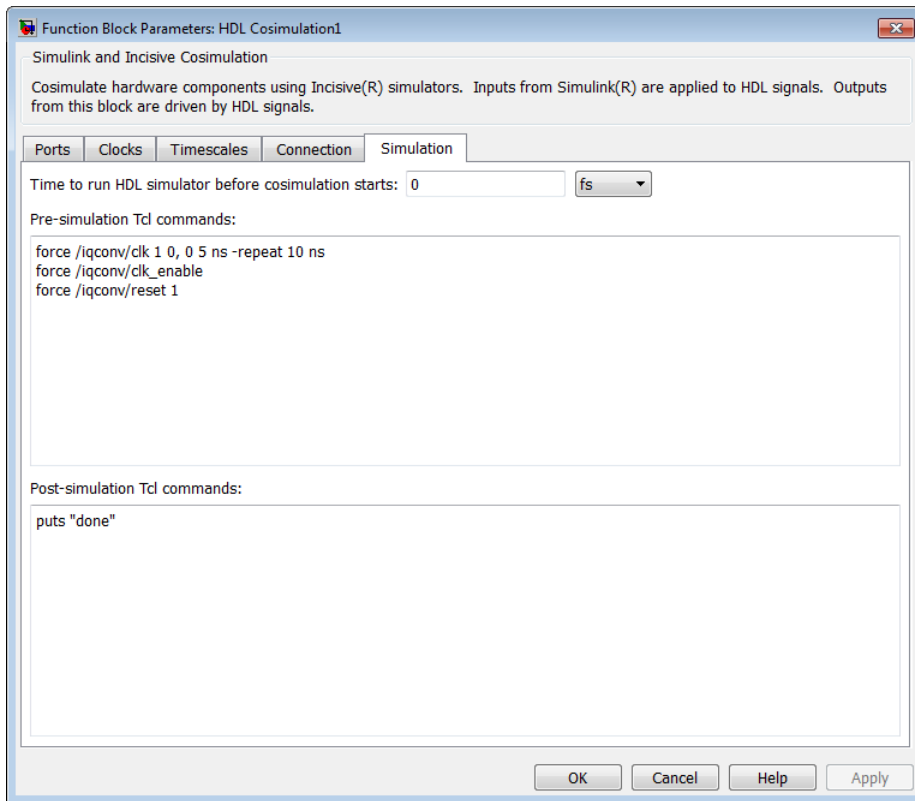 Function Block Parameters: HDL Cosimulation1
Simulink and Incisive Cosimulation
Cosimulate hardware components using Incisive(R) simulators.  Inputs from Simulink(R) are applied to HDL signals.  Outputs
from this block are driven by HDL signals.
Ports Clocks Timescales Connection Simulation
Time to run HDL simulator before cosimulation starts: 0 fs
Pre-simulation Tcl commands:
force /iqconv/clk 1 0, 0 5 ns -repeat 10 ns
force /iqconv/clk_enable
force /iqconv/reset 1
Post-simulation Tcl commands:
puts "done"
OK Cancel Help Apply